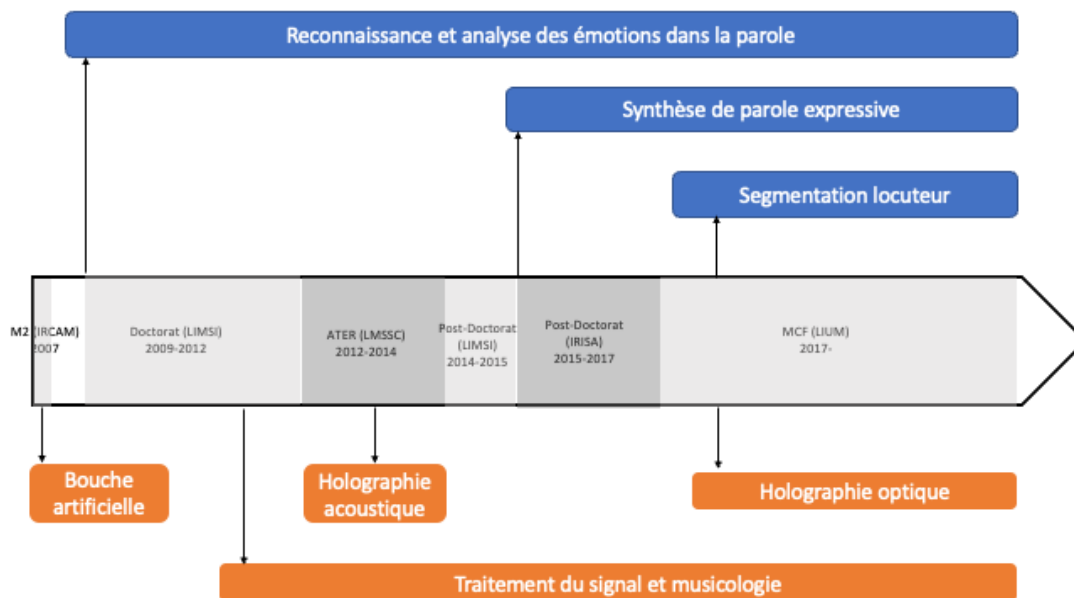 Reconnaissance et analyse des émotions dans la parole
Synthèse de parole expressive
Segmentation locuteur
M2 (IRCAM)
2007
Doctorat (LIMSI)
2009-2012
ATER (LMSSC)
2012-2014
Post-Doctorat
(LIMSI)
2014-2015
Post-Doctorat
(IRISA)
2015-2017
MCF (LIUM)
2017-
Bouche
artificielle
Holographie
acoustique
Holographie optique
Traitement du signal et musicologie